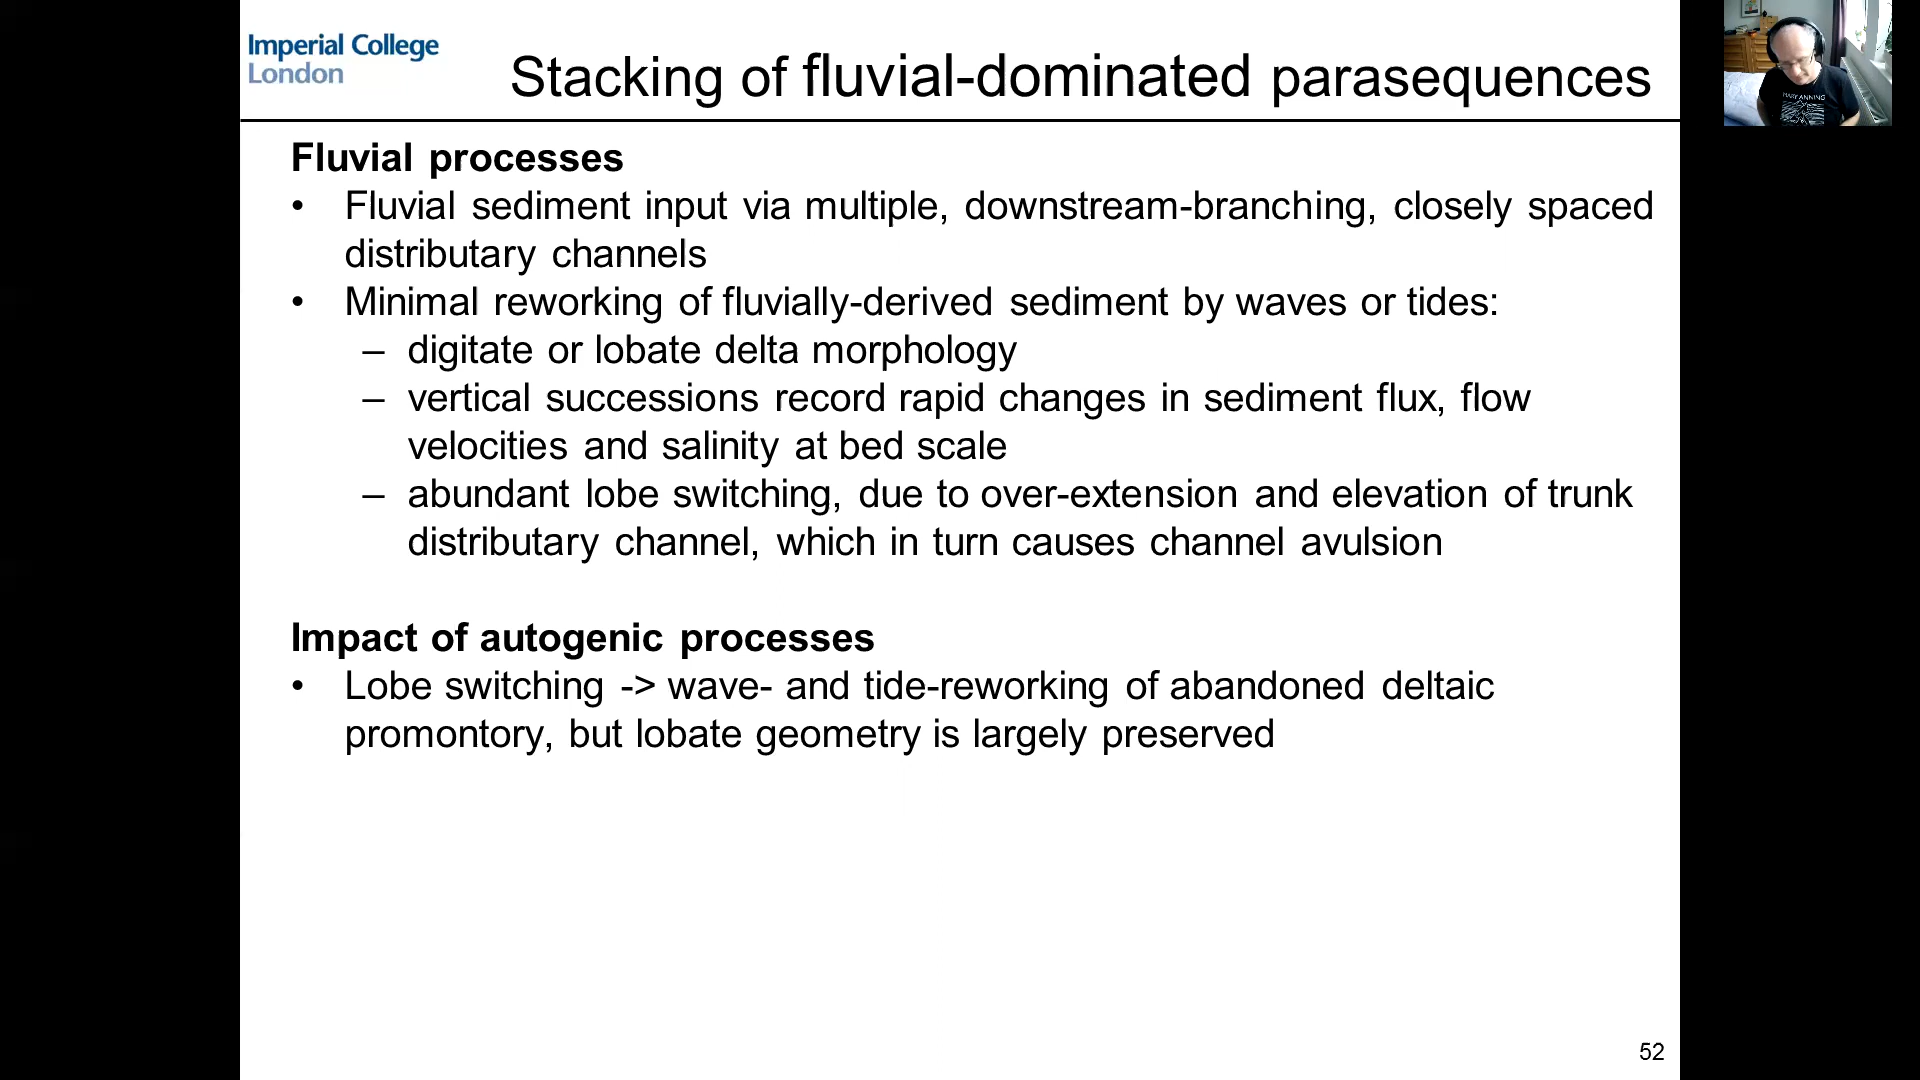 Imperial College
London
Stacking of fluvial-dominated parasequences
Fluvial processes
• Fluvial sediment input via multiple, downstream-branching, closely spaced
distributary channels
• Minimal reworking of fluvially-derived sediment by waves or tides:
– digitate or lobate delta morphology
– vertical successions record rapid changes in sediment flux, flow
velocities and salinity at bed scale
– abundant lobe switching, due to over-extension and elevation of trunk
distributary channel, which in turn causes channel avulsion
Impact of autogenic processes
• Lobe switching -> wave- and tide-reworking of abandoned deltaic
promontory, but lobate geometry is largely preserved
52
MARY ANNING